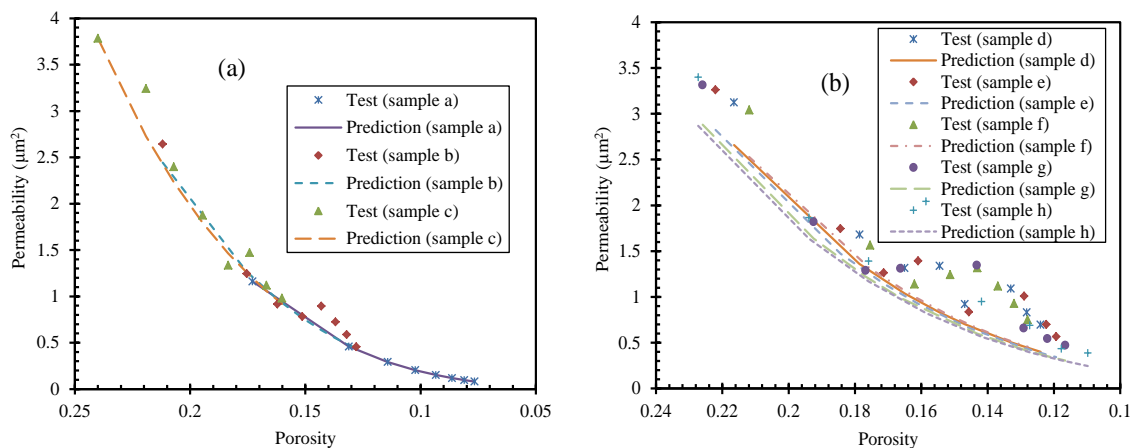 4
3.5
3
2.5
2
1.5
1
0.5
0
0.25
0.2
0.15
0.1
0.05
Porosity
Permeability (μm²)
(a)
Test (sample a)
Prediction (sample a)
Test (sample b)
Prediction (sample b)
Test (sample c)
Prediction (sample c)
4
3.5
3
2.5
2
1.5
1
0.5
0
0.24
0.22
0.2
0.18
0.16
0.14
0.12
0.1
Porosity
Permeability (μm²)
(b)
Test (sample d)
Prediction (sample d)
Test (sample e)
Prediction (sample e)
Test (sample f)
Prediction (sample f)
Test (sample g)
Prediction (sample g)
Test (sample h)
Prediction (sample h)